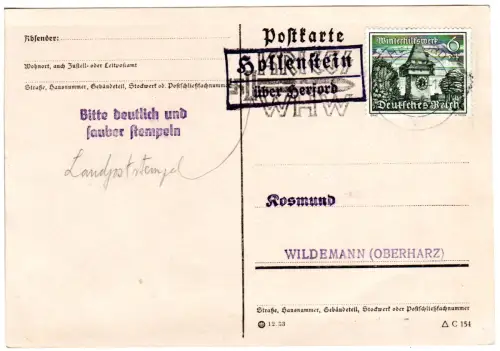 Absender:
Wohnort, auch Zustell- oder Leitpostamt
Straße, Hausnummer, Gebäudeteil, Stockwerk od. Postschließfachnummer
Bitte deutlich und
sauber stempeln
Landpoststempel
Postkarte
Hollenstein
über Herford
WHW
Winterhilfswerk 6
Deutsches Reich
Rosmund
WILDEMANN (OBERHARZ)
Straße, Hausnummer, Gebäudeteil, Stockwerk oder Postschließfachnummer
12.38
C 154